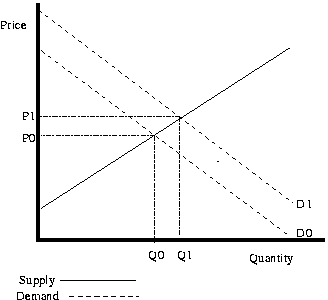 Price
P1
P0
D1
D0
Q0 Q1
Quantity
Supply
Demand